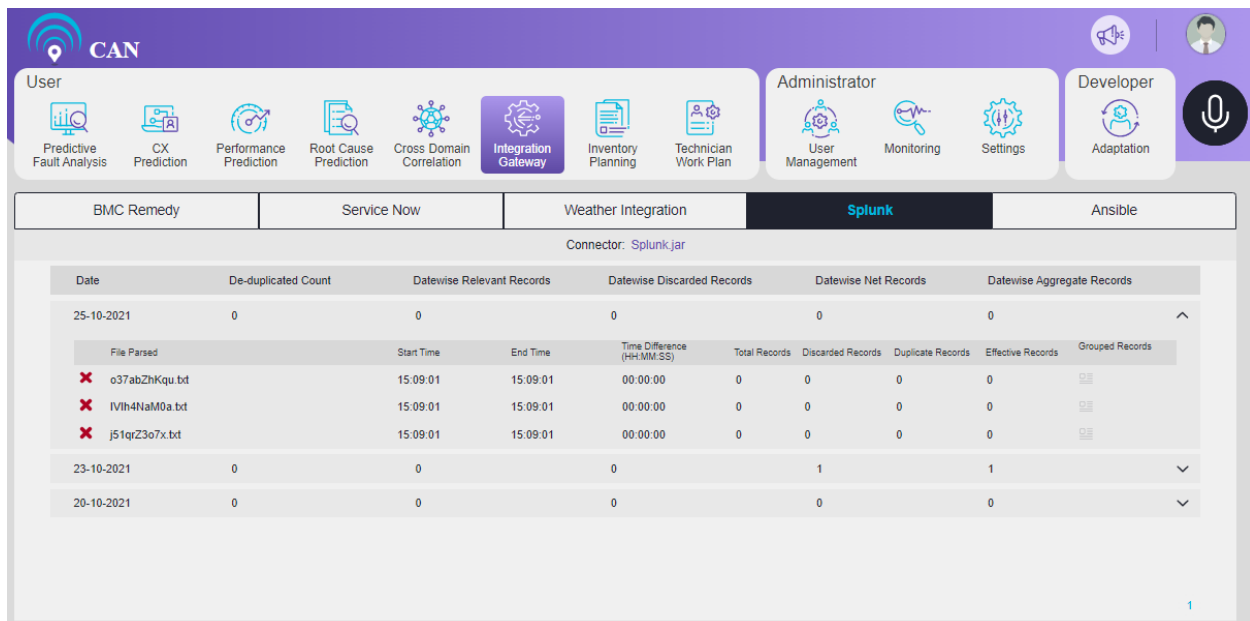 CAN
User
Administrator
Developer
Predictive Fault Analysis
CX Prediction
Performance Prediction
Root Cause Prediction
Cross Domain Correlation
Integration Gateway
Inventory Planning
Technician Work Plan
User Management
Monitoring
Settings
Adaptation
BMC Remedy Service Now Weather Integration Splunk Ansible
Connector: Splunk.jar
Date De-duplicated Count Datewise Relevant Records Datewise Discarded Records Datewise Net Records Datewise Aggregate Records
25-10-2021 0 0 0 0 0
File Parsed Start Time End Time Time Difference (HH:MM:SS) Total Records Discarded Records Duplicate Records Effective Records Grouped Records
o37abZhKqu.txt 15:09:01 15:09:01 00:00:00 0 0 0 0
IVIh4NaM0a.txt 15:09:01 15:09:01 00:00:00 0 0 0 0
j51qrZ3o7x.txt 15:09:01 15:09:01 00:00:00 0 0 0 0
23-10-2021 0 0 0 1 1
20-10-2021 0 0 0 0 0
1